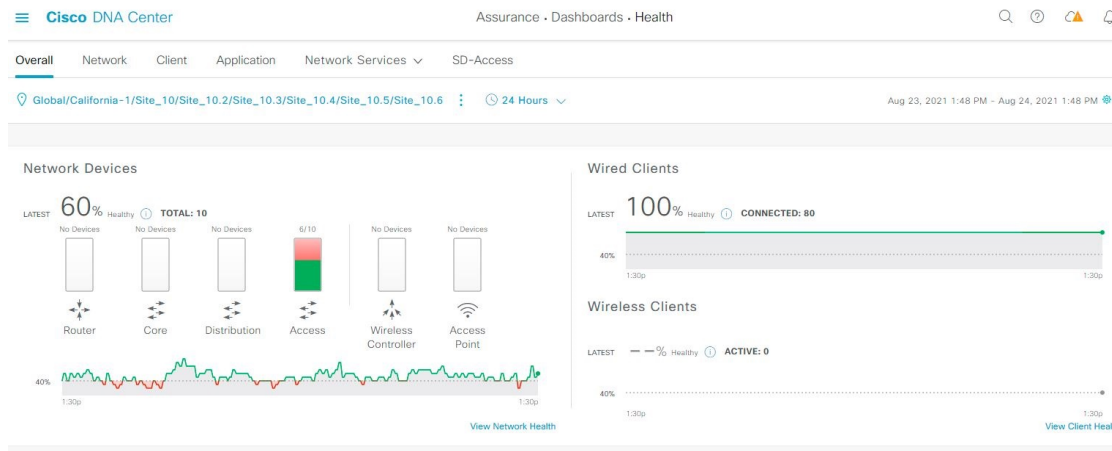 Cisco DNA Center
Assurance · Dashboards · Health
Overall Network Client Application Network Services SD-Access
Global/California-1/Site_10/Site_10.2/Site_10.3/Site_10.4/Site_10.5/Site_10.6 24 Hours
Aug 23, 2021 1:48 PM - Aug 24, 2021 1:48 PM
Network Devices
LATEST 60% Healthy TOTAL: 10
No Devices No Devices No Devices 6/10 No Devices No Devices
Router Core Distribution Access Wireless Controller Access Point
40%
1:30p 1:30p
View Network Health
Wired Clients
LATEST 100% Healthy CONNECTED: 80
40%
1:30p 1:30p
Wireless Clients
LATEST --% Healthy ACTIVE: 0
40%
1:30p 1:30p
View Client Heal